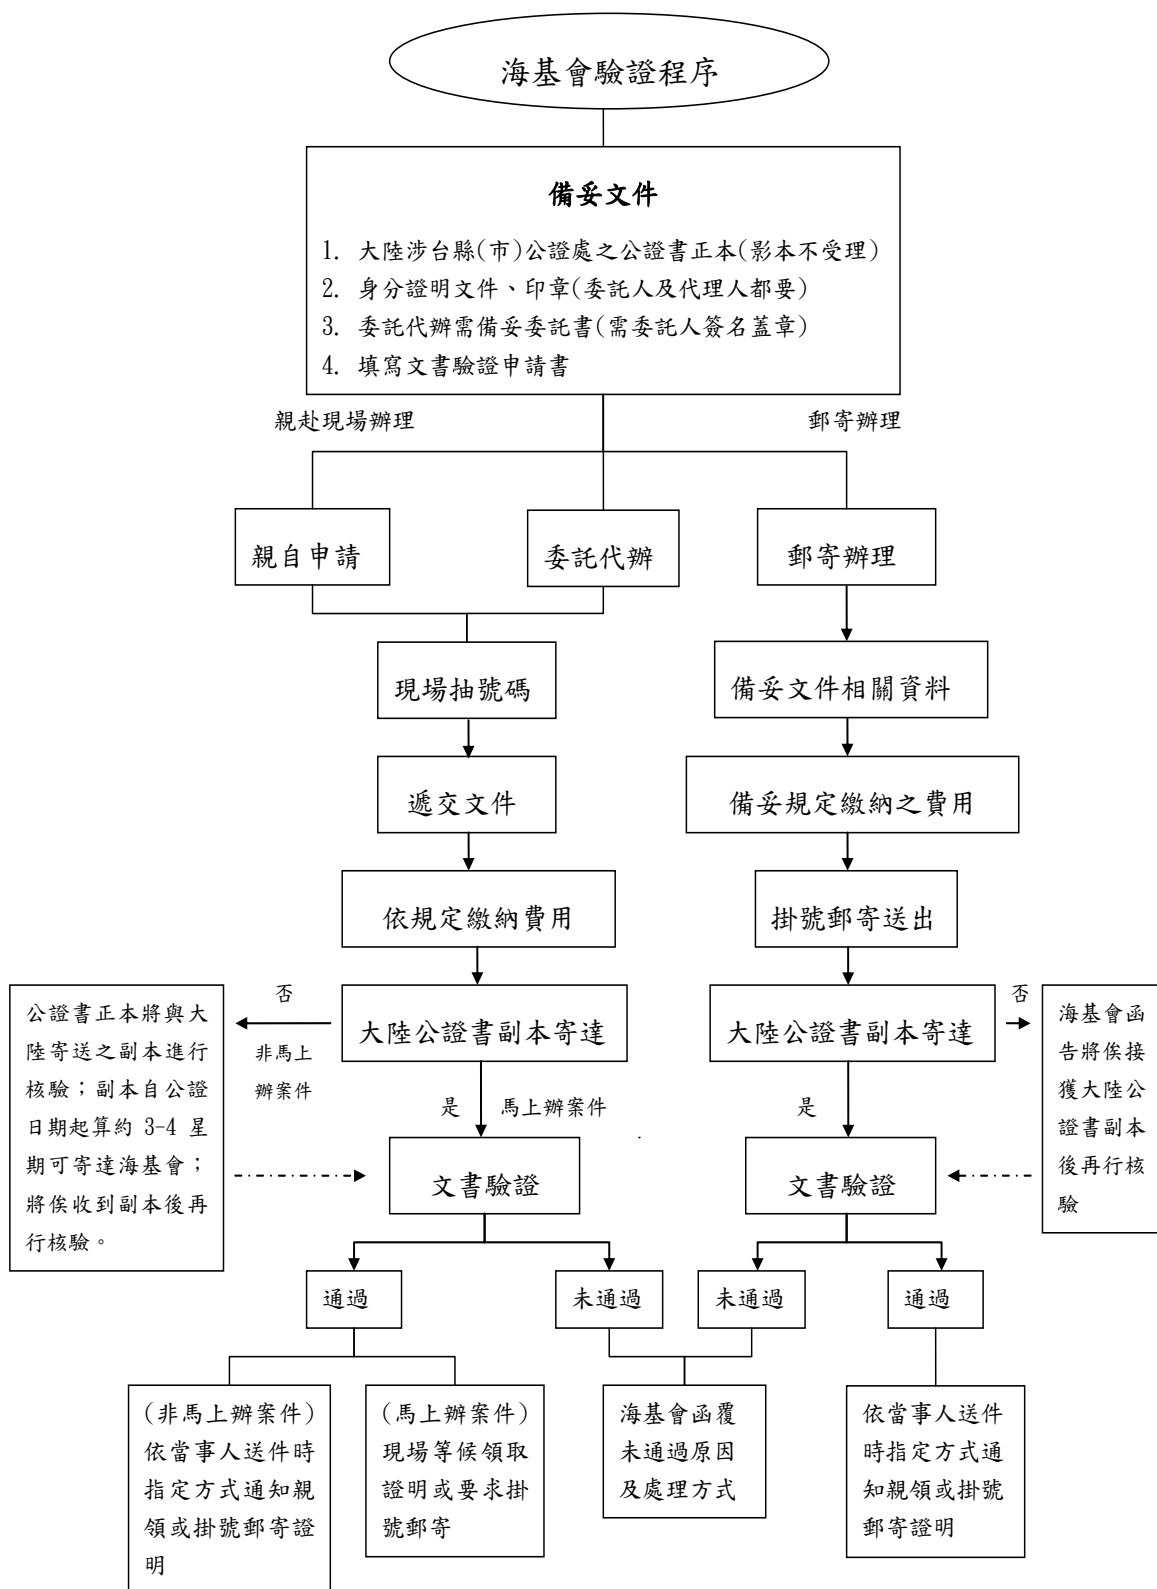 海基會驗證程序
備妥文件
1. 大陸涉台縣(市)公證處之公證書正本(影本不受理)
2. 身分證明文件、印章(委託人及代理人都要)
3. 委託代辦需備妥委託書(需委託人簽名蓋章)
4. 填寫文書驗證申請書
親赴現場辦理
郵寄辦理
親自申請
委託代辦
郵寄辦理
現場抽號碼
備妥文件相關資料
遞交文件
備妥規定繳納之費用
依規定繳納費用
掛號郵寄送出
公證書正本將與大
陸寄送之副本進行
核驗；副本自公證
日期起算約 3-4 星
期可寄達海基會；
將俟收到副本後再
行核驗。
否
非馬上
辦案件
大陸公證書副本寄達
大陸公證書副本寄達
否
海基會函
告將俟接
獲大陸公
證書副本
後再行核
驗
是
馬上辦案件
是
文書驗證
文書驗證
通過
未通過
未通過
通過
(非馬上辦案件)
依當事人送件時
指定方式通知親
領或掛號郵寄證
明
(馬上辦案件)
現場等候領取
證明或要求掛
號郵寄
海基會函覆
未通過原因
及處理方式
依當事人送件
時指定方式通
知親領或掛號
郵寄證明